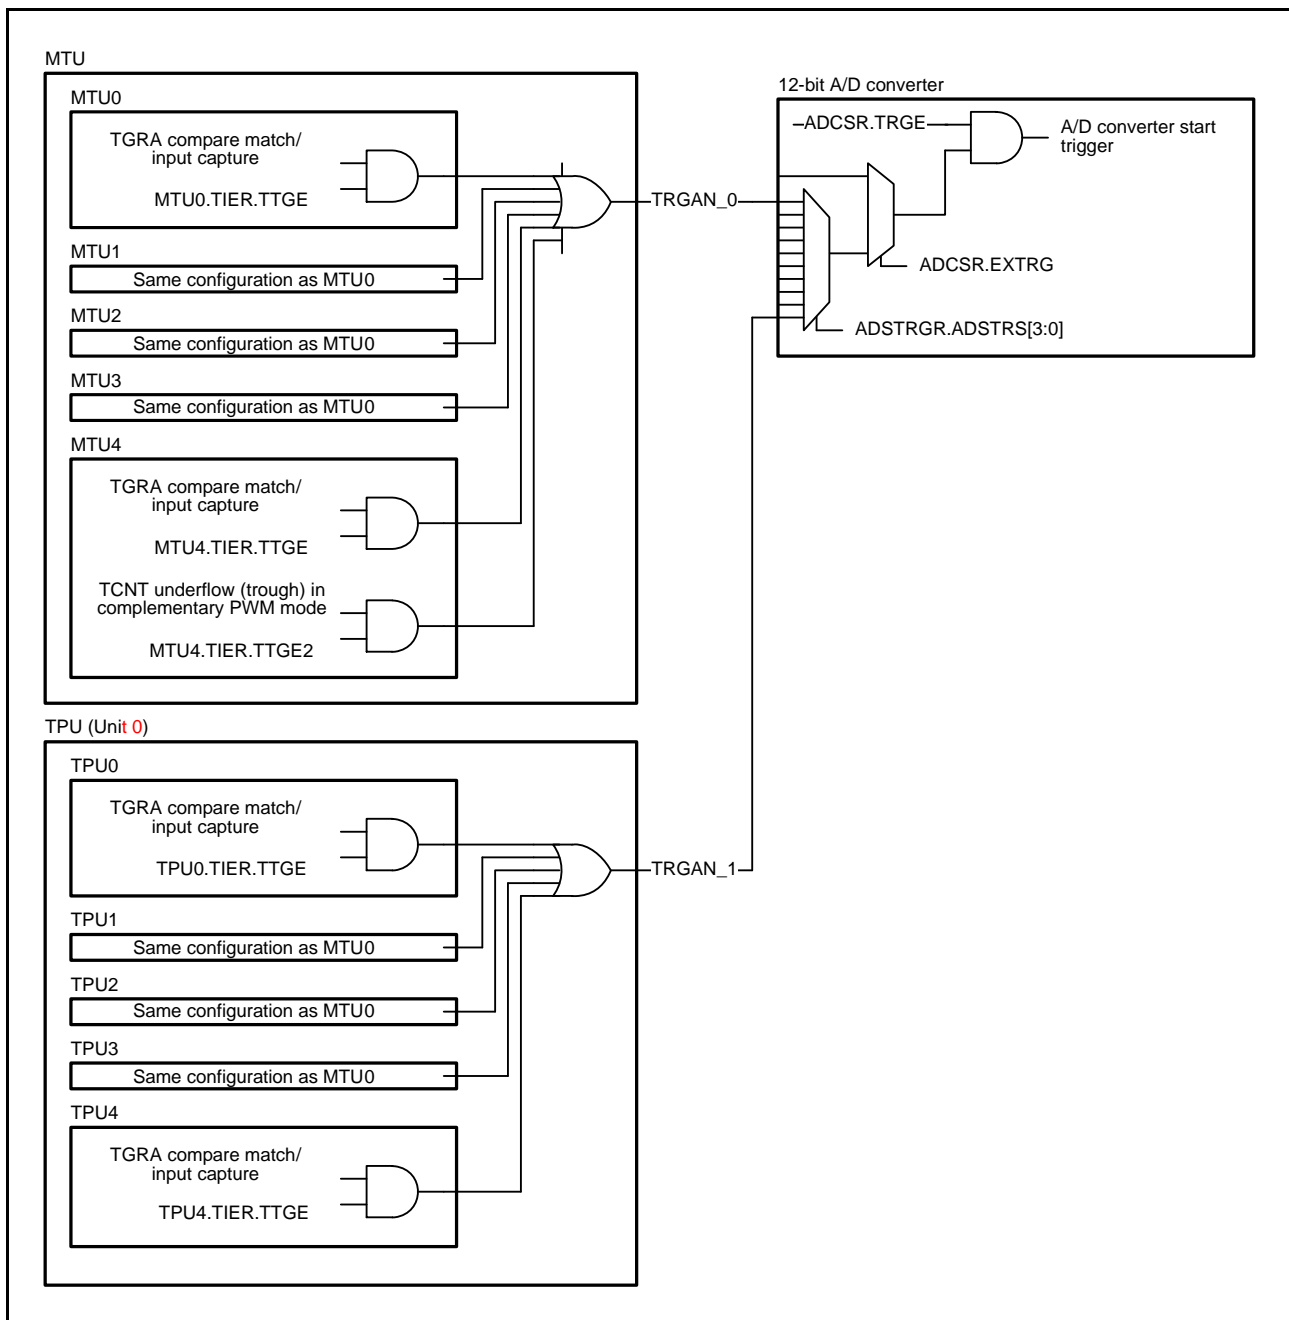 MTU
MTU0
TGRA compare match/
input capture
MTU0.TIER.TTGE
MTU1
Same configuration as MTU0
MTU2
Same configuration as MTU0
MTU3
Same configuration as MTU0
MTU4
TGRA compare match/
input capture
MTU4.TIER.TTGE
TCNT underflow (trough) in
complementary PWM mode
MTU4.TIER.TTGE2
TRGAN_0
12-bit A/D converter
ADCSR.TRGE
A/D converter start
trigger
ADCSR.EXTRG
ADSTRGR.ADSTRS[3:0]
TPU (Unit 0)
TPU0
TGRA compare match/
input capture
TPU0.TIER.TTGE
TPU1
Same configuration as MTU0
TPU2
Same configuration as MTU0
TPU3
Same configuration as MTU0
TPU4
TGRA compare match/
input capture
TPU4.TIER.TTGE
TRGAN_1